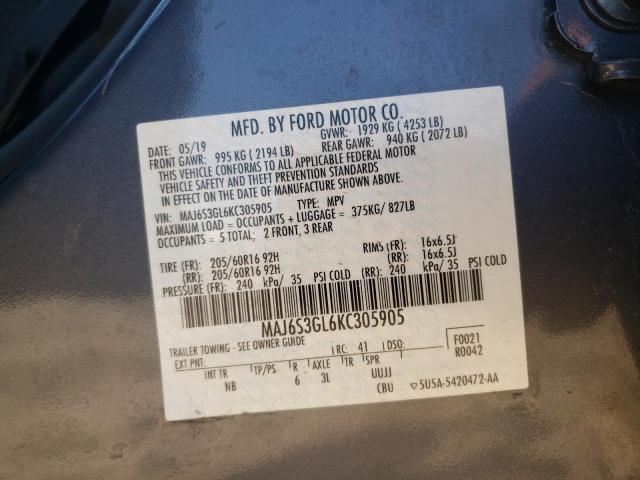 MFD. BY FORD MOTOR CO.
DATE: 05/19 GVWR: 1929 KG ( 4253 LB)
FRONT GAWR: 995 KG ( 2194 LB) REAR GAWR: 940 KG ( 2072 LB)
THIS VEHICLE CONFORMS TO ALL APPLICABLE FEDERAL MOTOR
VEHICLE SAFETY AND THEFT PREVENTION STANDARDS
IN EFFECT ON THE DATE OF MANUFACTURE SHOWN ABOVE.
VIN: MAJ6S3GL6KC305905 TYPE: MPV
MAXIMUM LOAD = OCCUPANTS + LUGGAGE = 375KG/ 827LB
OCCUPANTS = 5 TOTAL; 2 FRONT, 3 REAR
TIRE (FR): 205/60R16 92H RIMS (FR): 16x6.5J
(RR): 205/60R16 92H (RR): 16x6.5J
PRESSURE (FR): 240 kPa/ 35 PSI COLD (RR): 240 kPa/ 35 PSI COLD
MAJ6S3GL6KC305905
TRAILER TOWING - SEE OWNER GUIDE
EXT PNT: RC: 41 DSO: F0021
R0042
INT TR TP/PS R AXLE TR SPR
NB 6 3L UUJJ
CBU 5U5A-5420472-AA